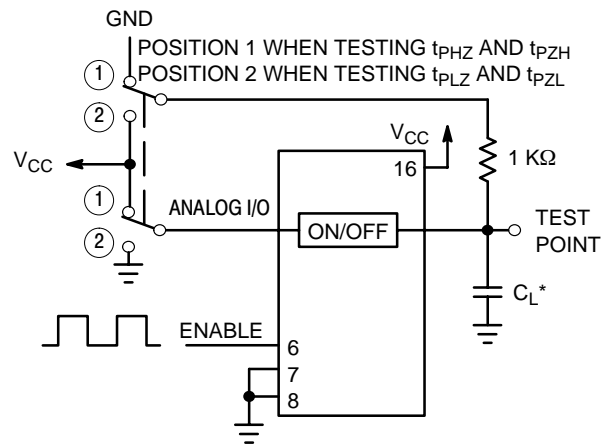 GND
POSITION 1 WHEN TESTING tPHZ AND tPZH
POSITION 2 WHEN TESTING tPLZ AND tPZL
1
2
VCC
VCC
16
1 KΩ
1
2
ANALOG I/O
ON/OFF
TEST
POINT
CL*
ENABLE
6
7
8